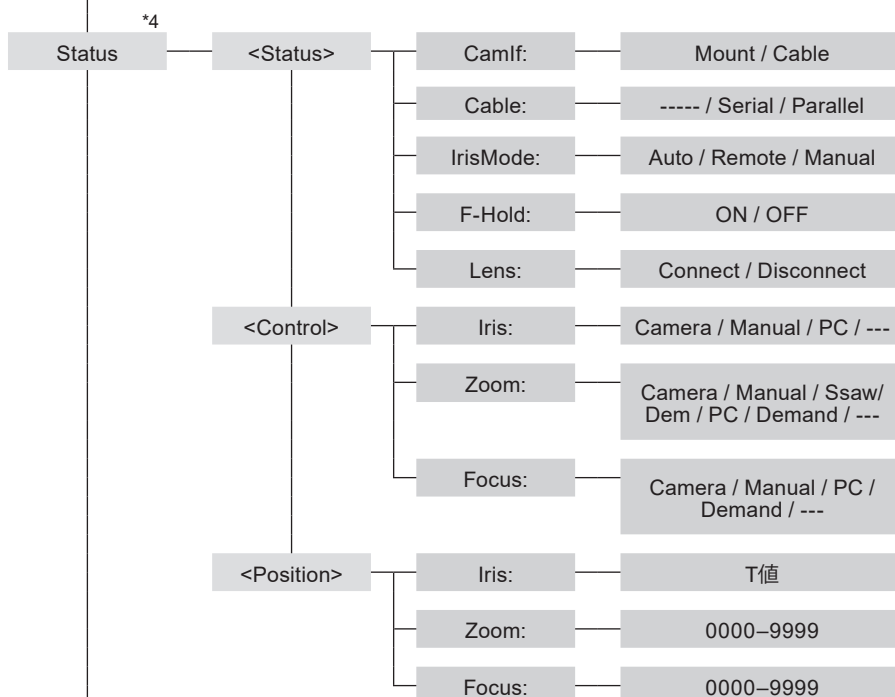 *4
Status
<Status>
CamIf:
Mount / Cable
Cable:
----- / Serial / Parallel
IrisMode:
Auto / Remote / Manual
F-Hold:
ON / OFF
Lens:
Connect / Disconnect
<Control>
Iris:
Camera / Manual / PC / ---
Zoom:
Camera / Manual / Ssaw/
Dem / PC / Demand / ---
Focus:
Camera / Manual / PC /
Demand / ---
<Position>
Iris:
T値
Zoom:
0000–9999
Focus:
0000–9999